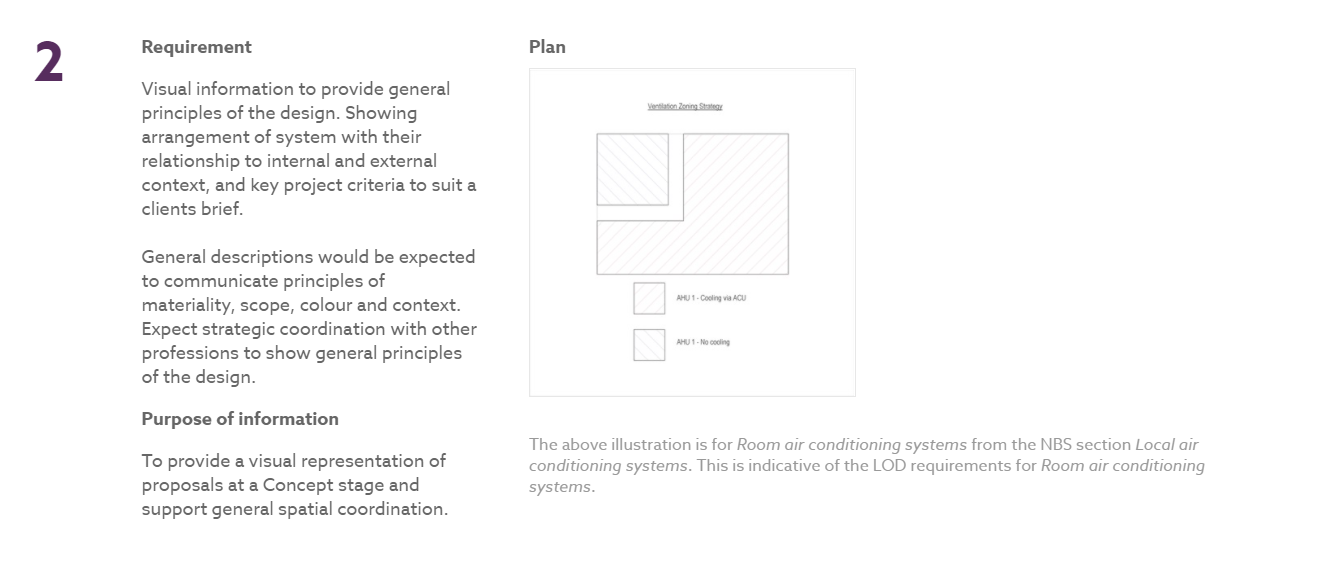 2
Requirement
Visual information to provide general
principles of the design. Showing
arrangement of system with their
relationship to internal and external
context, and key project criteria to suit a
clients brief.
General descriptions would be expected
to communicate principles of
materiality, scope, colour and context.
Expect strategic coordination with other
professions to show general principles
of the design.
Purpose of information
To provide a visual representation of
proposals at a Concept stage and
support general spatial coordination.
Plan
Ventilation Zoning Strategy
AHU 1 - Cooling via ACU
AHU 1 - No cooling
The above illustration is for Room air conditioning systems from the NBS section Local air
conditioning systems. This is indicative of the LOD requirements for Room air conditioning
systems.